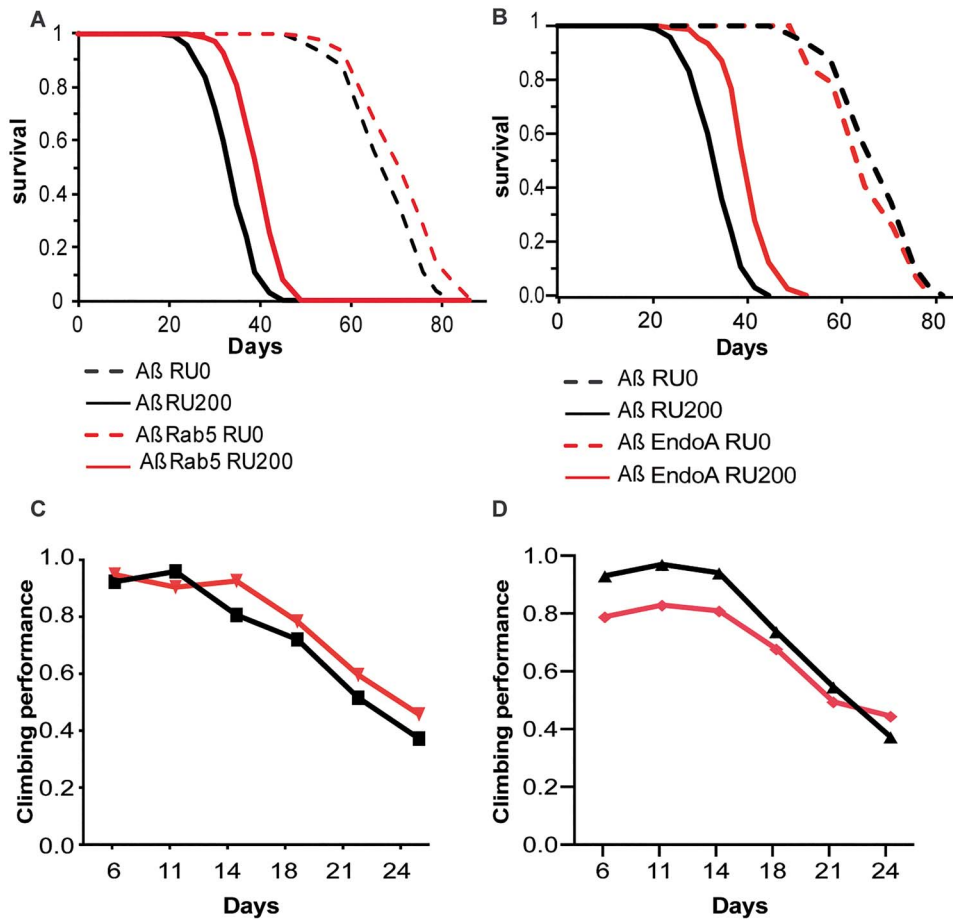 A
1
0.8
0.6
0.4
0.2
0
survival
0 20 40 60 80
Days
Aß RU0
AßRU200
AßRab5 RU0
AßRab5 RU200
B
1
0.8
0.6
0.4
0.2
0
survival
0 20 40 60 80
Days
Aß RU0
Aß RU200
Aß EndoA RU0
Aß EndoA RU200
C
1.0
0.8
0.6
0.4
0.2
0.0
Climbing performance
6 11 14 18 21 24
Days
D
1.0
0.8
0.6
0.4
0.2
0.0
Climbing performance
6 11 14 18 21 24
Days